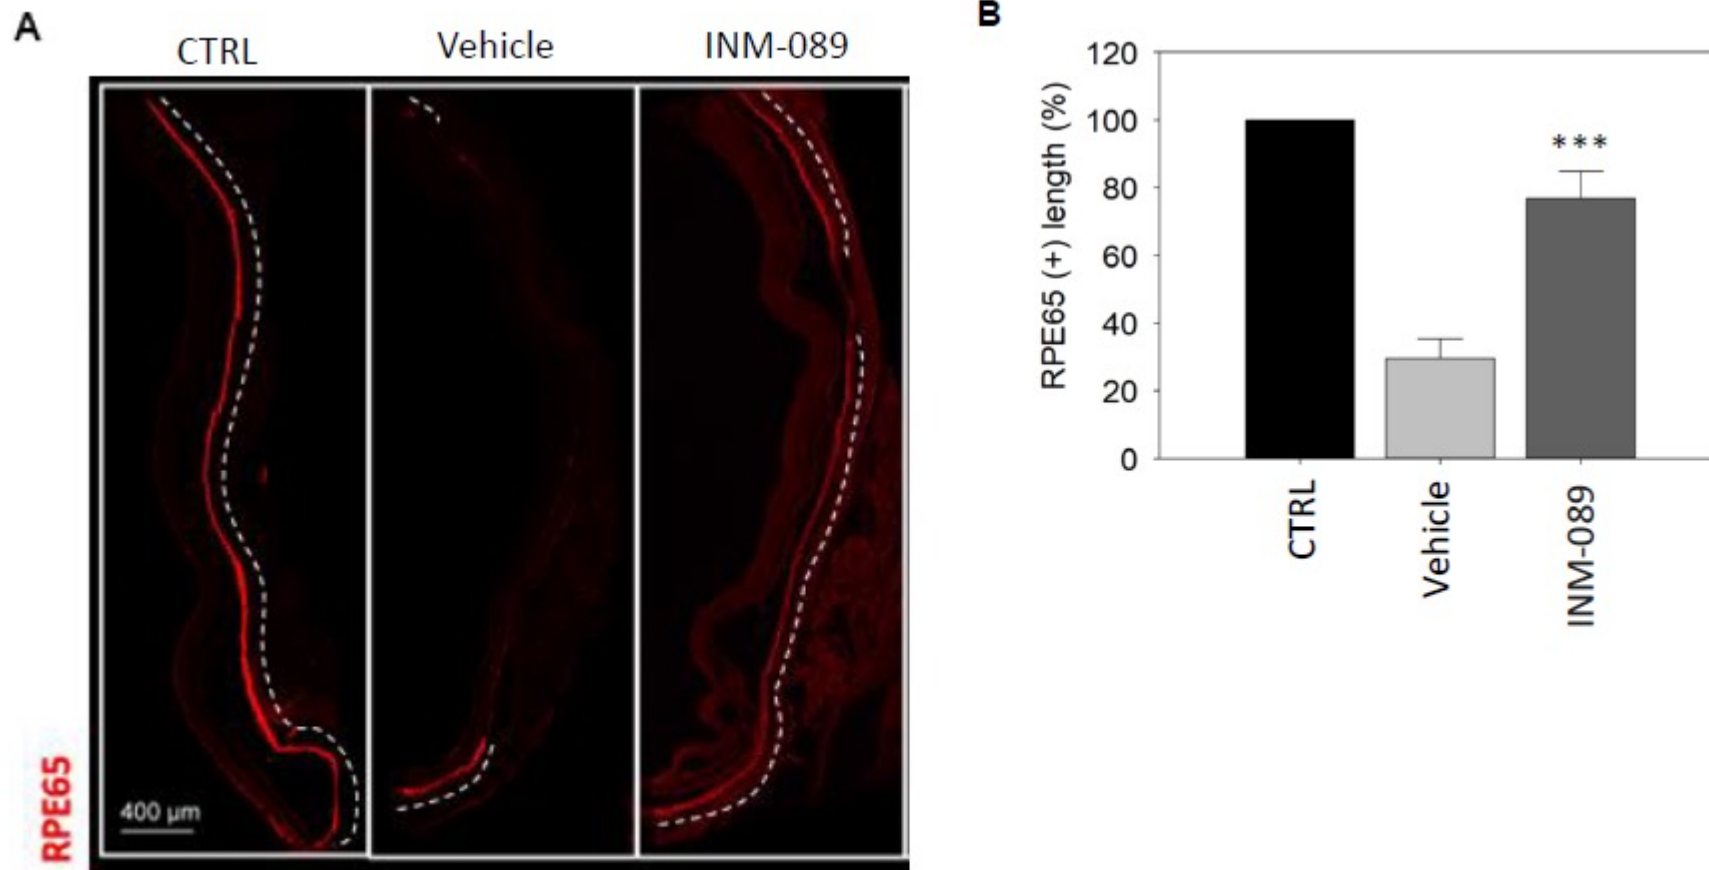 A
CTRL
Vehicle
INM-089
RPE65
400 µm
B
RPE65 (+) length (%)
120
100
80
60
40
20
0
***
CTRL
Vehicle
INM-089